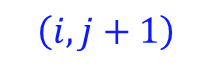 (i, j + 1)